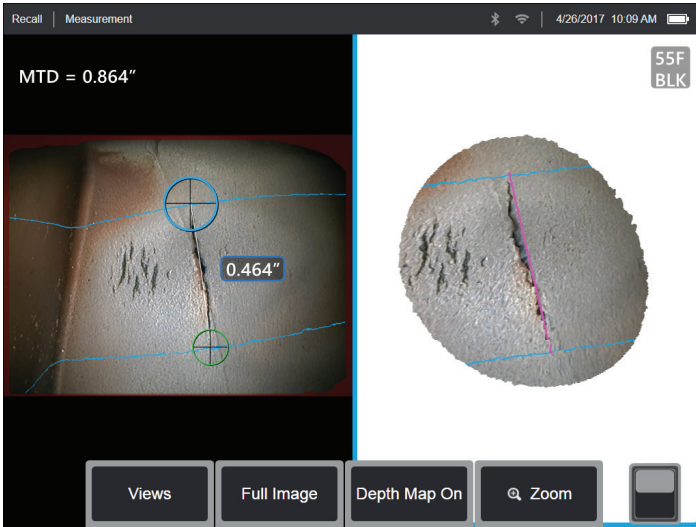 Recall | Measurement
4/26/2017 10:09 AM
MTD = 0.864″
55F
BLK
0.464″
Views
Full Image
Depth Map On
Zoom